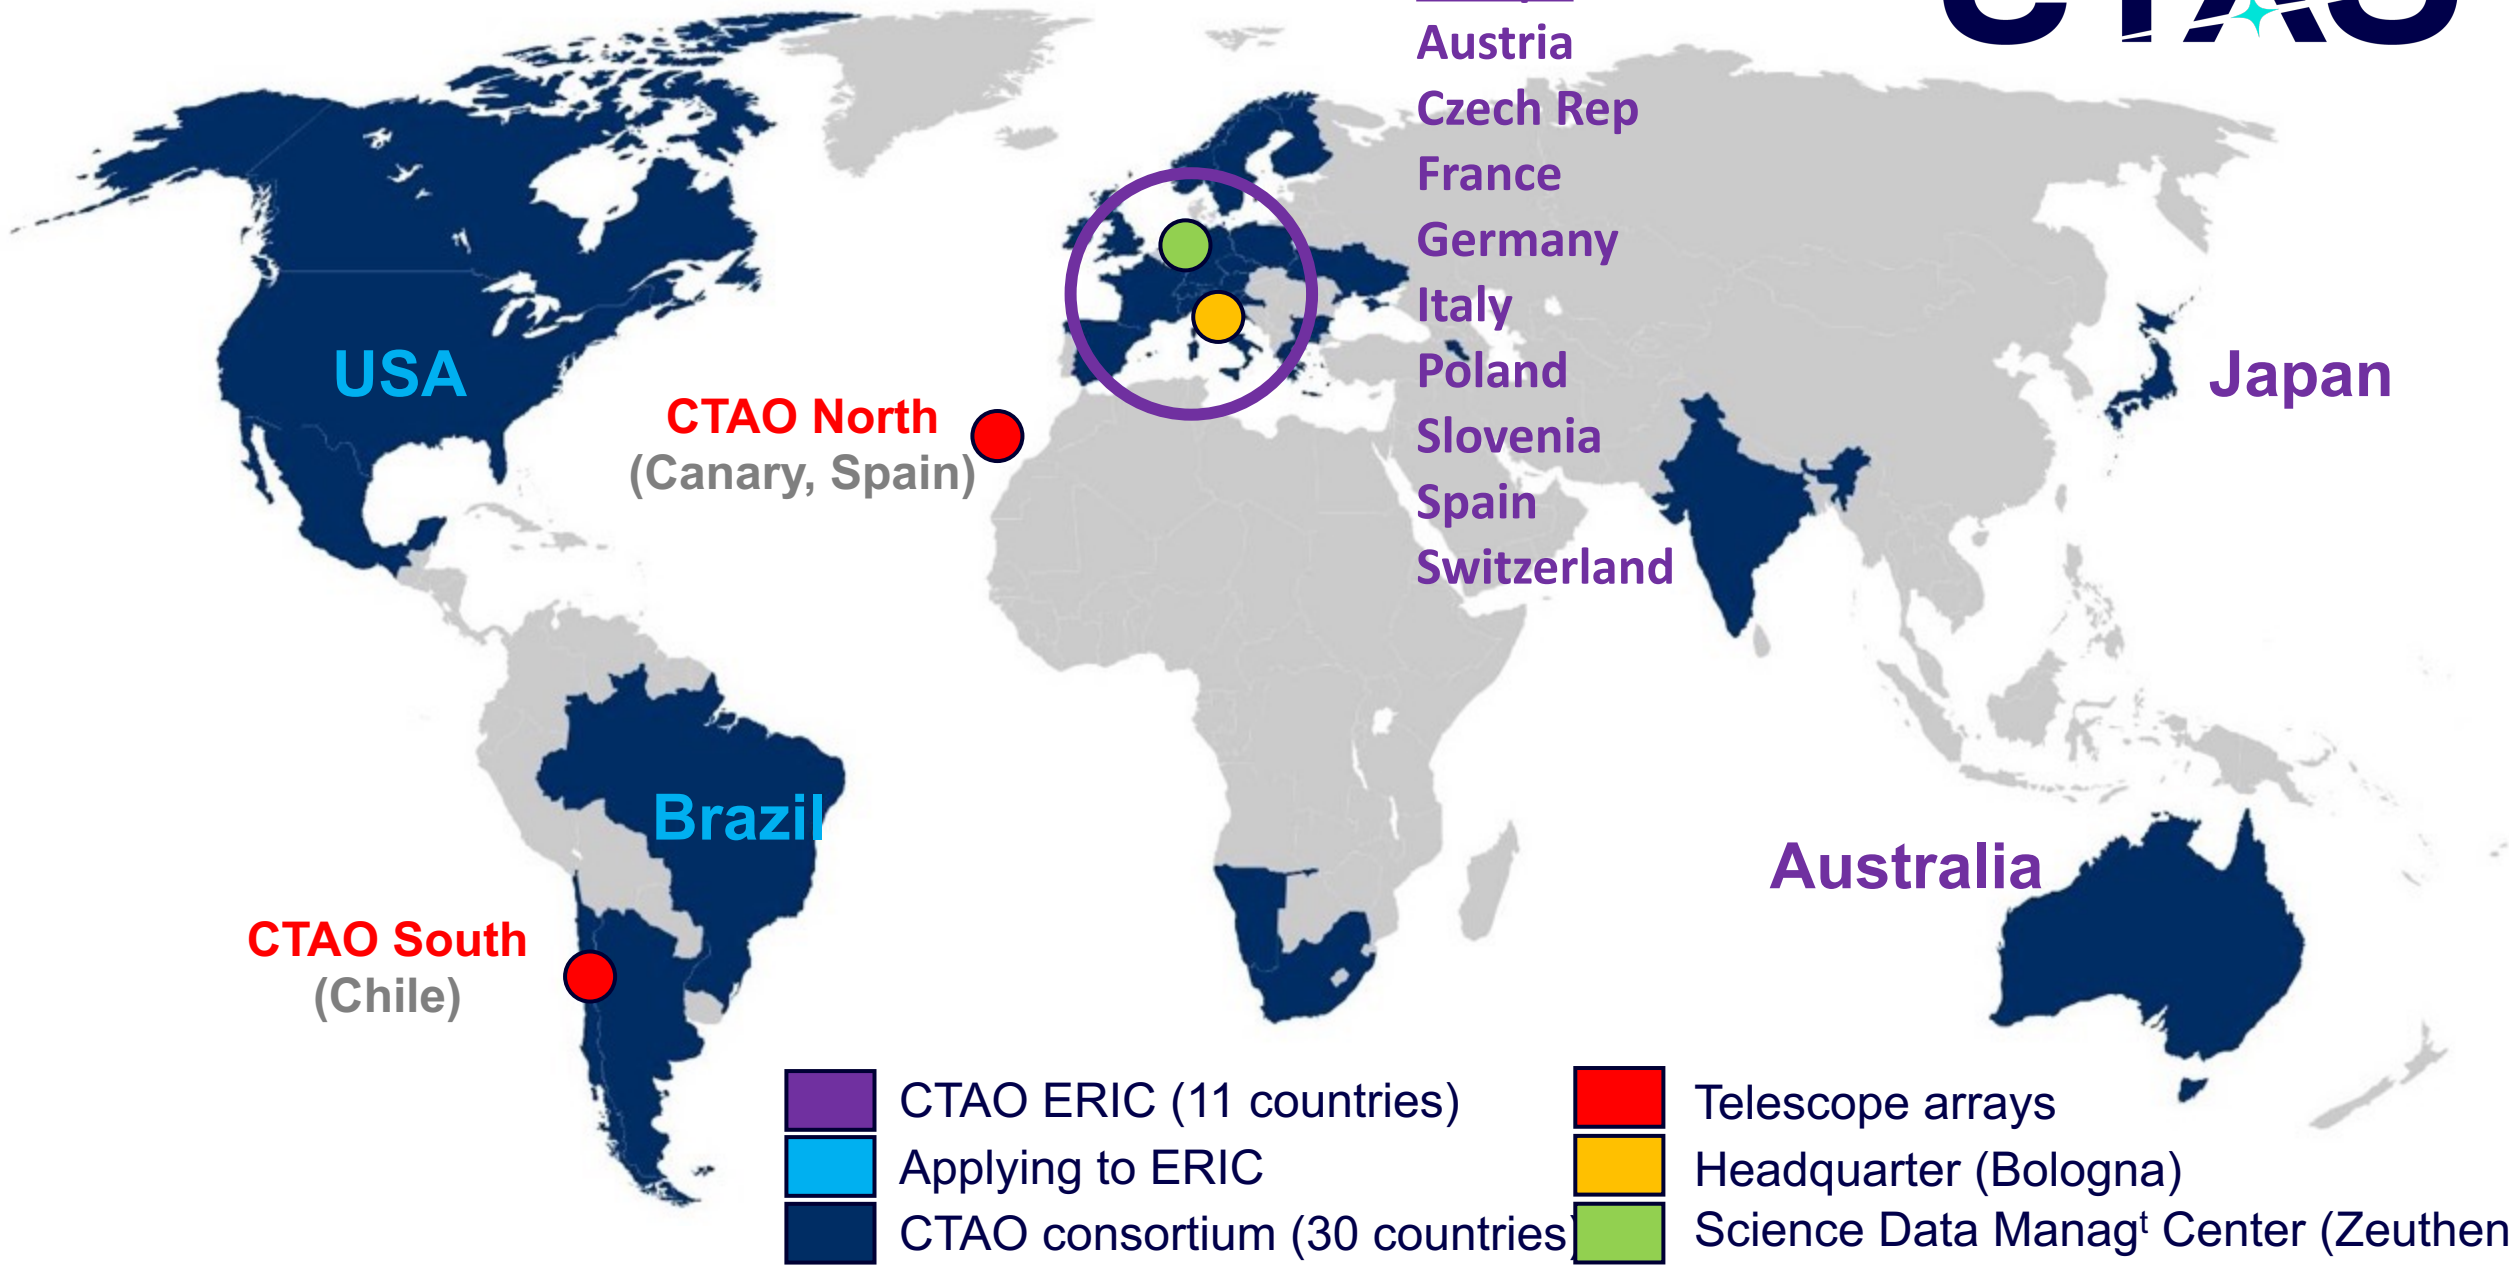 CTAO
Austria
Czech Rep
France
Germany
Italy
Poland
Slovenia
Spain
Switzerland
USA
CTAO North
(Canary, Spain)
Japan
Brazil
Australia
CTAO South
(Chile)
CTAO ERIC (11 countries)
Applying to ERIC
CTAO consortium (30 countries)
Telescope arrays
Headquarter (Bologna)
Science Data Managᵗ Center (Zeuthen